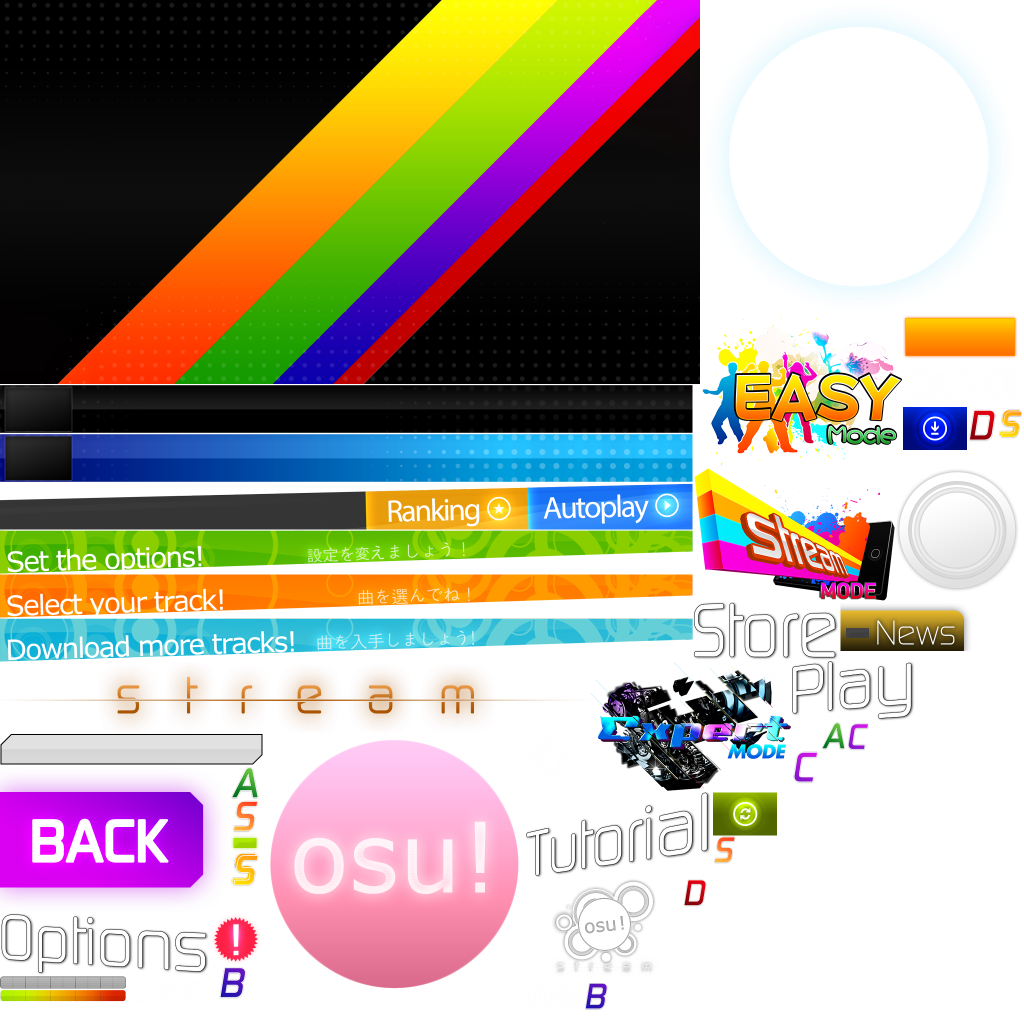 EASY
Mode
D S
Ranking
Autoplay
stream
MODE
Set the options!
設定を変えましょう！
Select your track!
曲を選んでね！
Download more tracks!
曲を入手しましょう!
Store
News
Play
stream
Expert
MODE
A C
C
A
S
S
BACK
osu!
Tutorial
S
D
osu!
stream
Options
!
B
B